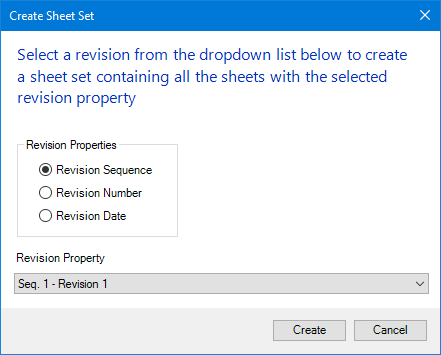 Create Sheet Set
Select a revision from the dropdown list below to create
a sheet set containing all the sheets with the selected
revision property
Revision Properties
Revision Sequence
Revision Number
Revision Date
Revision Property
Seq. 1 - Revision 1
Create
Cancel